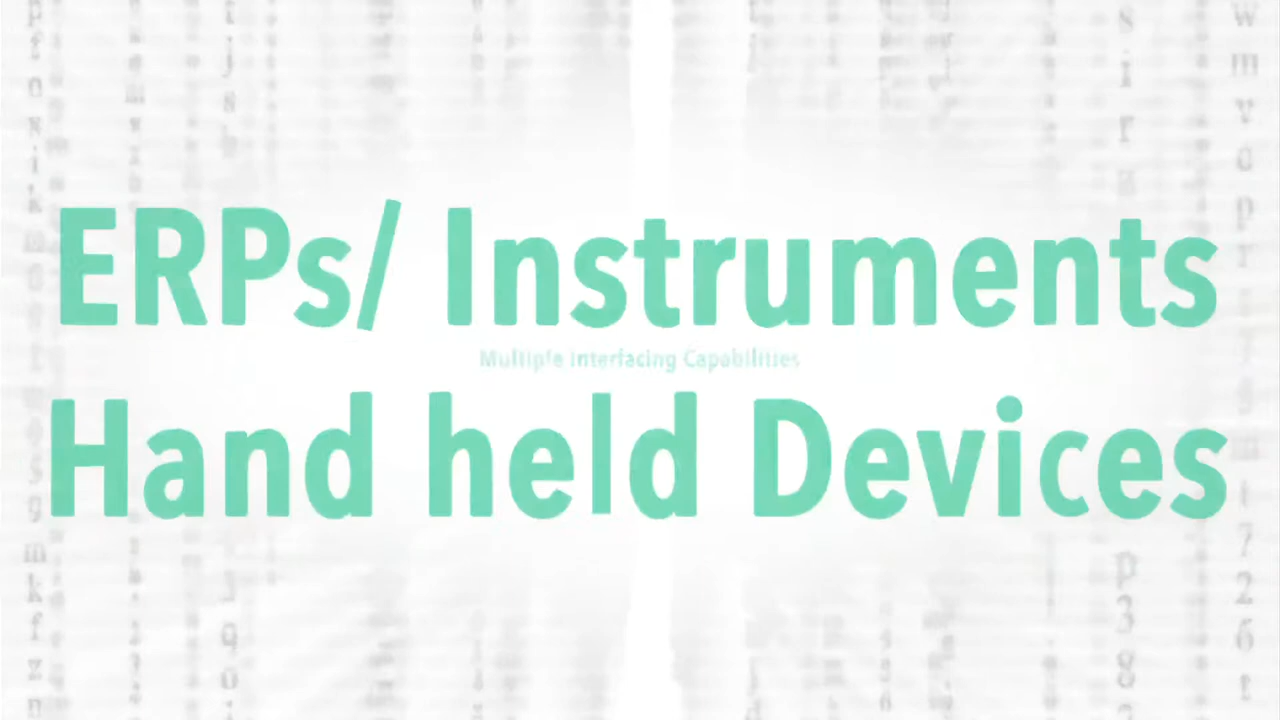 ERPs/ Instruments
Multiple Interfacing Capabilities
Hand held Devices